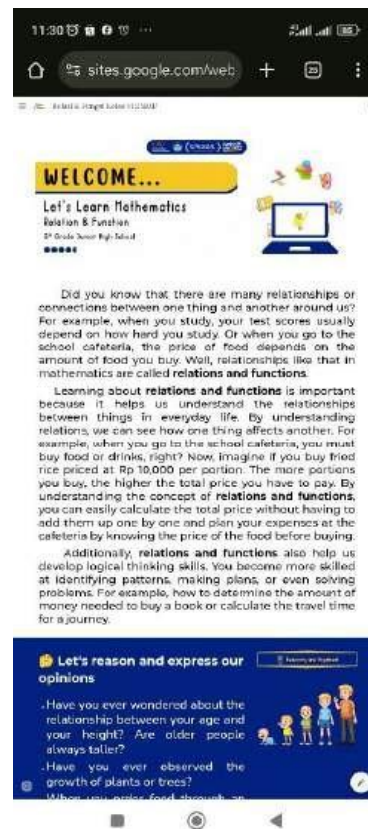 11:30
85
sites.google.com/web
25
WELCOME...
Let's Learn Mathematics
Relation & Function
8th Grade Junior High School
Did you know that there are many relationships or
connections between one thing and another around us?
For example, when you study, your test scores usually
depend on how hard you study. Or when you go to the
school cafeteria, the price of food depends on the
amount of food you buy. Well, relationships like that in
mathematics are called relations and functions.
Learning about relations and functions is important
because it helps us understand the relationships
between things in everyday life. By understanding
relations, we can see how one thing affects another. For
example, when you go to the school cafeteria, you must
buy food or drinks, right? Now, imagine if you buy fried
rice priced at Rp 10,000 per portion. The more portions
you buy, the higher the total price you have to pay. By
understanding the concept of relations and functions,
you can easily calculate the total price without having to
add them up one by one and plan your expenses at the
cafeteria by knowing the price of the food before buying.
Additionally, relations and functions also help us
develop logical thinking skills. You become more skilled
at identifying patterns, making plans, or even solving
problems. For example, how to determine the amount of
money needed to buy a book or calculate the travel time
for a journey.
Let's reason and express our
opinions
Have you ever wondered about the
relationship between your age and
your height? Are older people
always taller?
Have you ever observed the
growth of plants or trees?
When you order food through an